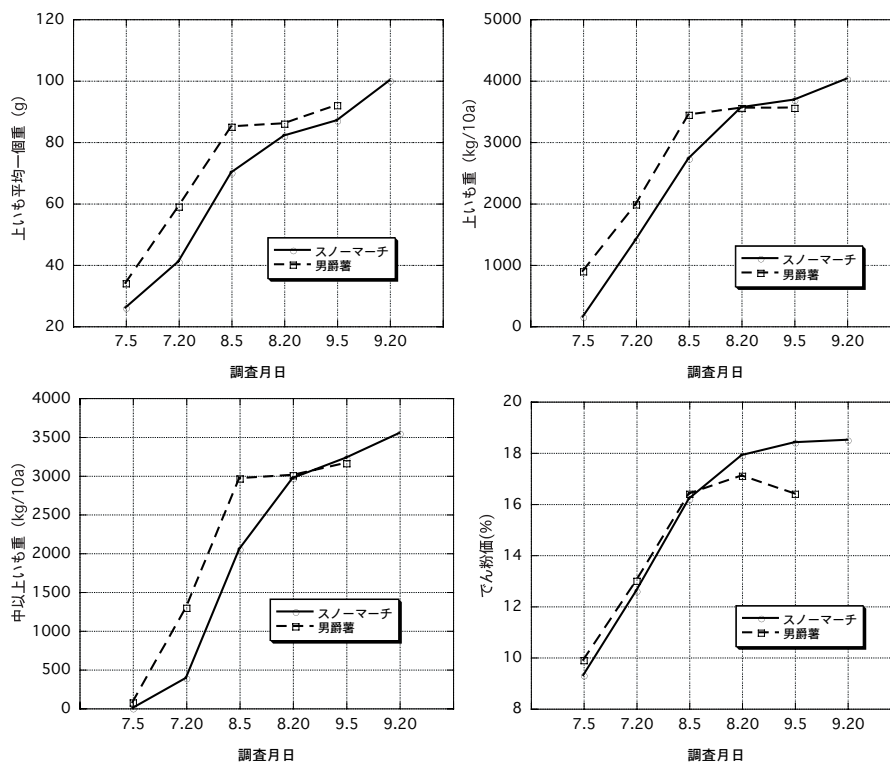 上いも平均一個重（g）
120
100
80
60
40
20
スノーマーチ
男爵薯
7.5 7.20 8.5 8.20 9.5 9.20
調査月日
上いも重（kg/10a）
5000
4000
3000
2000
1000
0
スノーマーチ
男爵薯
7.5 7.20 8.5 8.20 9.5 9.20
調査月日
中以上いも重（kg/10a）
4000
3500
3000
2500
2000
1500
1000
500
0
スノーマーチ
男爵薯
7.5 7.20 8.5 8.20 9.5 9.20
調査月日
でん粉価(%)
20
18
16
14
12
10
8
スノーマーチ
男爵薯
7.5 7.20 8.5 8.20 9.5 9.20
調査月日